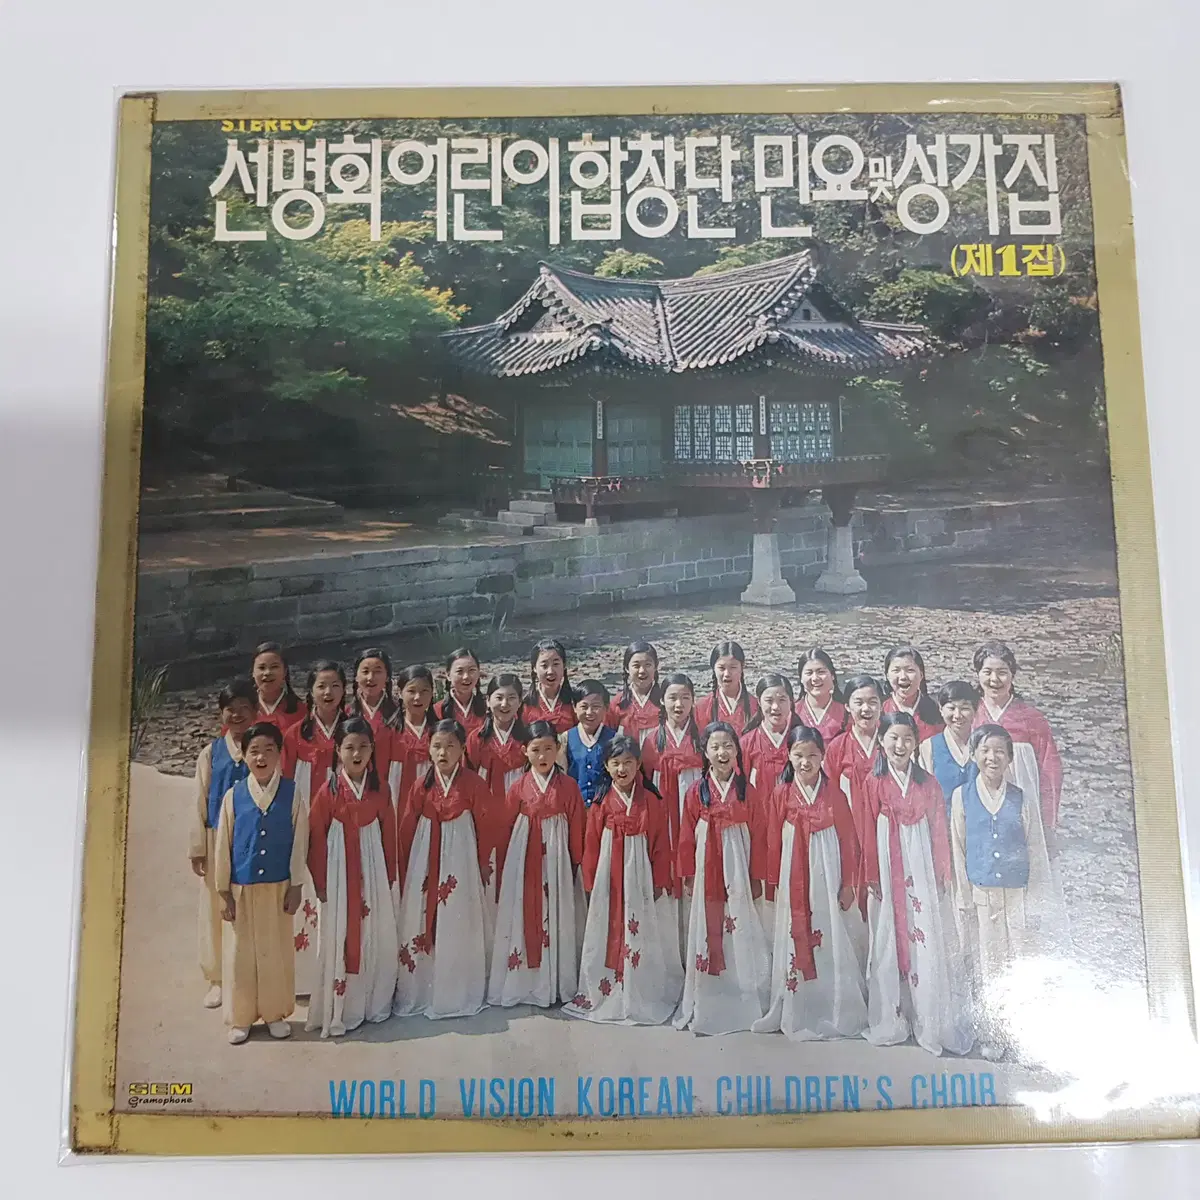 STEREO
선명회 어린이 합창단 민요 및 성가집
(제1집)
SEM
Gramophone
WORLD VISION KOREAN CHILDREN'S CHOIR